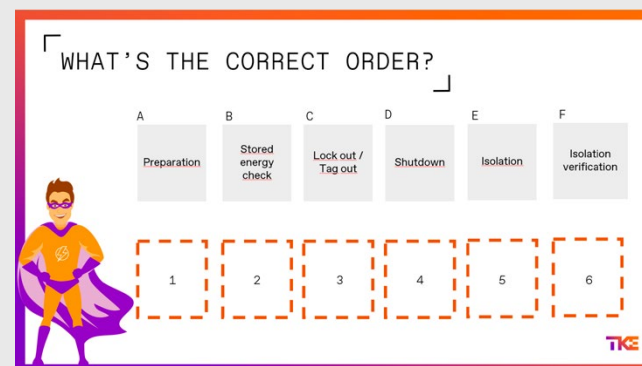 WHAT'S THE CORRECT ORDER?
A B C D E F
Preparation
Stored
energy
check
Lock out /
Tag out
Shutdown
Isolation
Isolation
verification
1 2 3 4 5 6
TKE